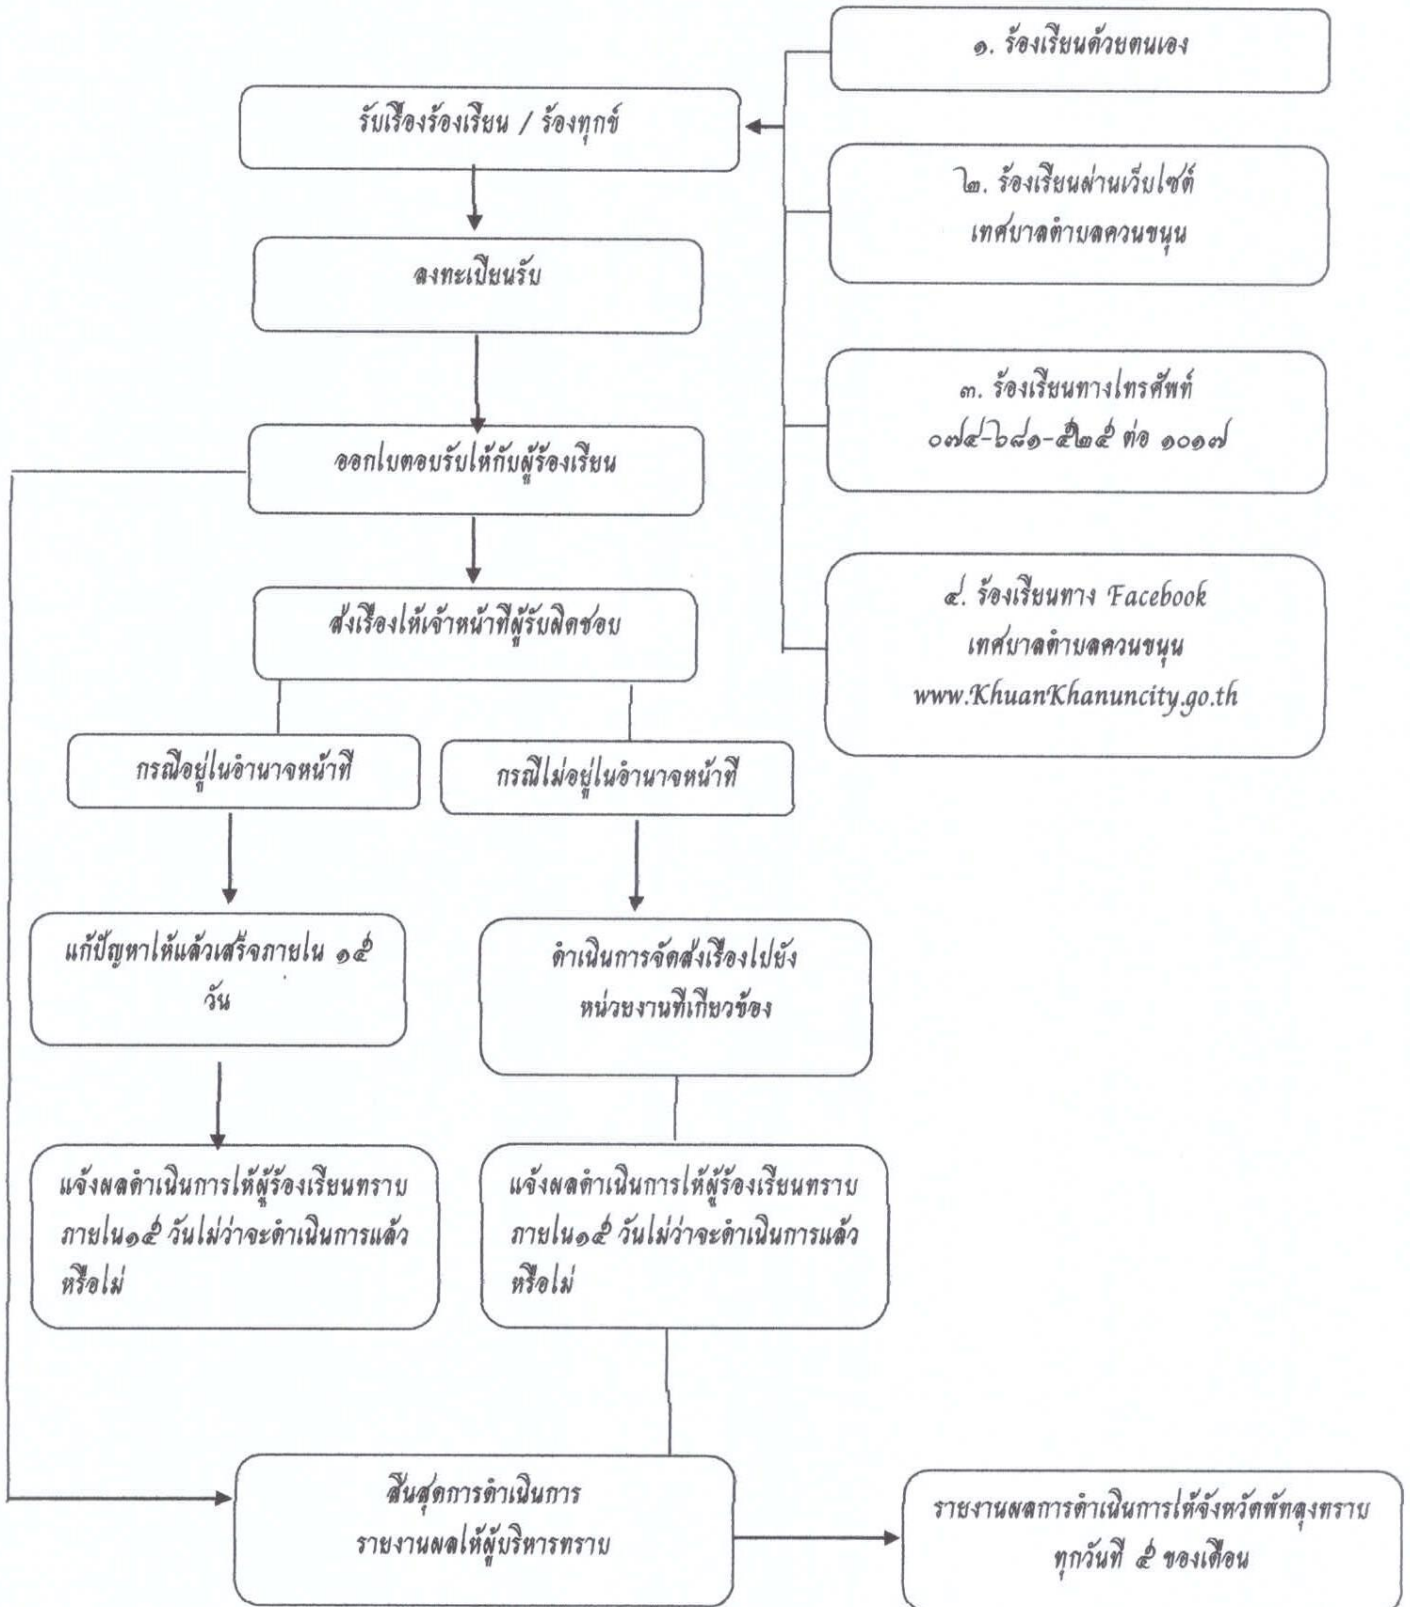 ๑. ร้องเรียนด้วยตนเอง
รับเรื่องร้องเรียน / ร้องทุกข์
๒. ร้องเรียนผ่านเว็บไซต์
เทศบาลตำบลควนขนุน
ลงทะเบียนรับ
๓. ร้องเรียนทางโทรศัพท์
๐๗๔-๖๘๑-๕๒๕ ต่อ ๑๐๑๗
ออกใบตอบรับให้กับผู้ร้องเรียน
ส่งเรื่องให้เจ้าหน้าที่ผู้รับผิดชอบ
๔. ร้องเรียนทาง Facebook
เทศบาลตำบลควนขนุน
www.KhuanKhanuncity.go.th
กรณีอยู่ในอำนาจหน้าที่
กรณีไม่อยู่ในอำนาจหน้าที่
แก้ปัญหาให้แล้วเสร็จภายใน ๑๕
วัน
ดำเนินการจัดส่งเรื่องไปยัง
หน่วยงานที่เกี่ยวข้อง
แจ้งผลดำเนินการให้ผู้ร้องเรียนทราบ
ภายใน๑๕ วันไม่ว่าจะดำเนินการแล้ว
หรือไม่
แจ้งผลดำเนินการให้ผู้ร้องเรียนทราบ
ภายใน๑๕ วันไม่ว่าจะดำเนินการแล้ว
หรือไม่
สิ้นสุดการดำเนินการ
รายงานผลให้ผู้บริหารทราบ
รายงานผลการดำเนินการให้จังหวัดพัทลุงทราบ
ทุกวันที่ ๕ ของเดือน